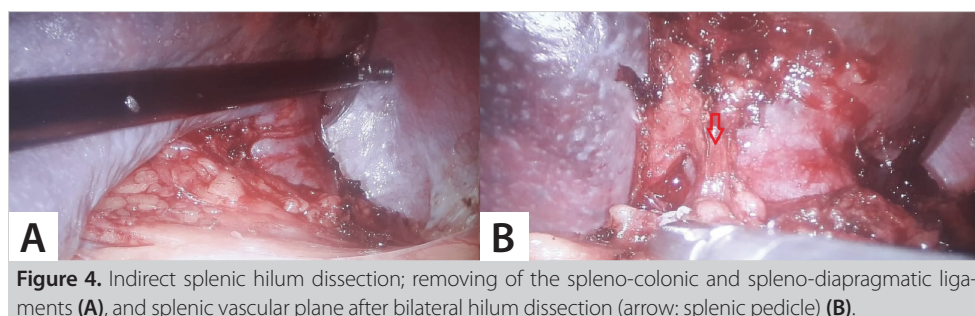 A
B
Figure 4. Indirect splenic hilum dissection; removing of the spleno-colonic and spleno-diapragmatic liga-
ments (A), and splenic vascular plane after bilateral hilum dissection (arrow: splenic pedicle) (B).